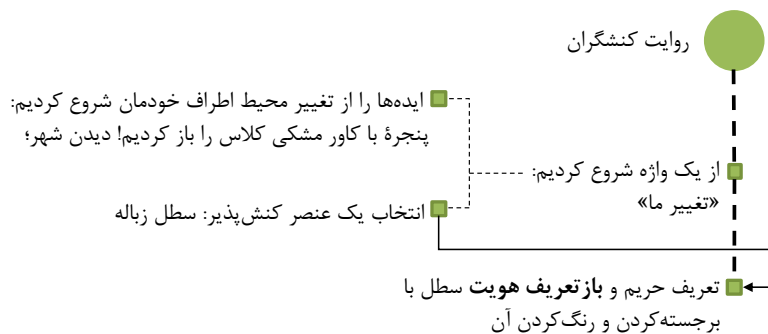 روایت کنشگران
ایده‌ها را از تغییر محیط اطراف خودمان شروع کردیم:
پنجرهٔ با کاور مشکی کلاس را باز کردیم! دیدن شهر؛
از یک واژه شروع کردیم:
«تغییر ما»
انتخاب یک عنصر کنش‌پذیر: سطل زباله
تعریف حریم و بازتعریف هویت سطل با
برجسته‌کردن و رنگ‌کردن آن